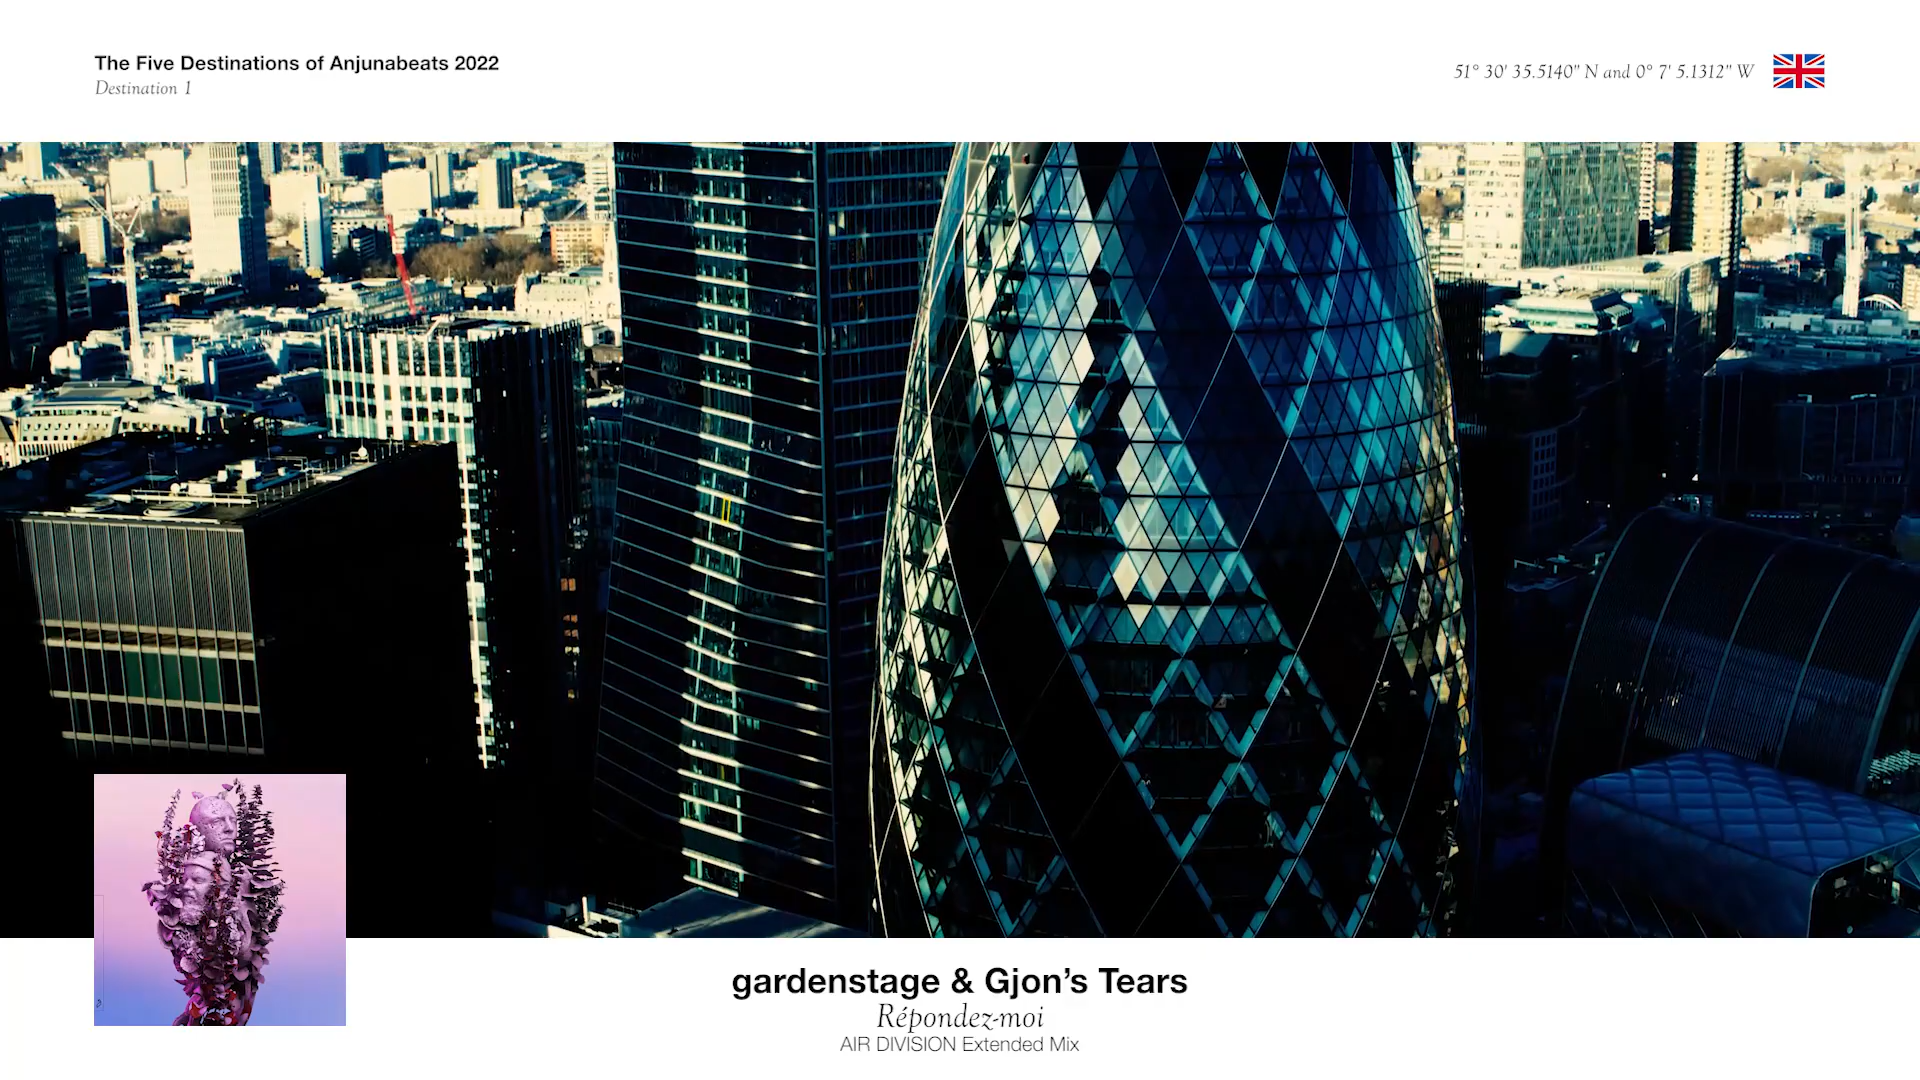 The Five Destinations of Anjunabeats 2022
Destination 1
51° 30' 35.5140" N and 0° 7' 5.1312" W
gardenstage & Gjon’s Tears
Répondez-moi
AIR DIVISION Extended Mix